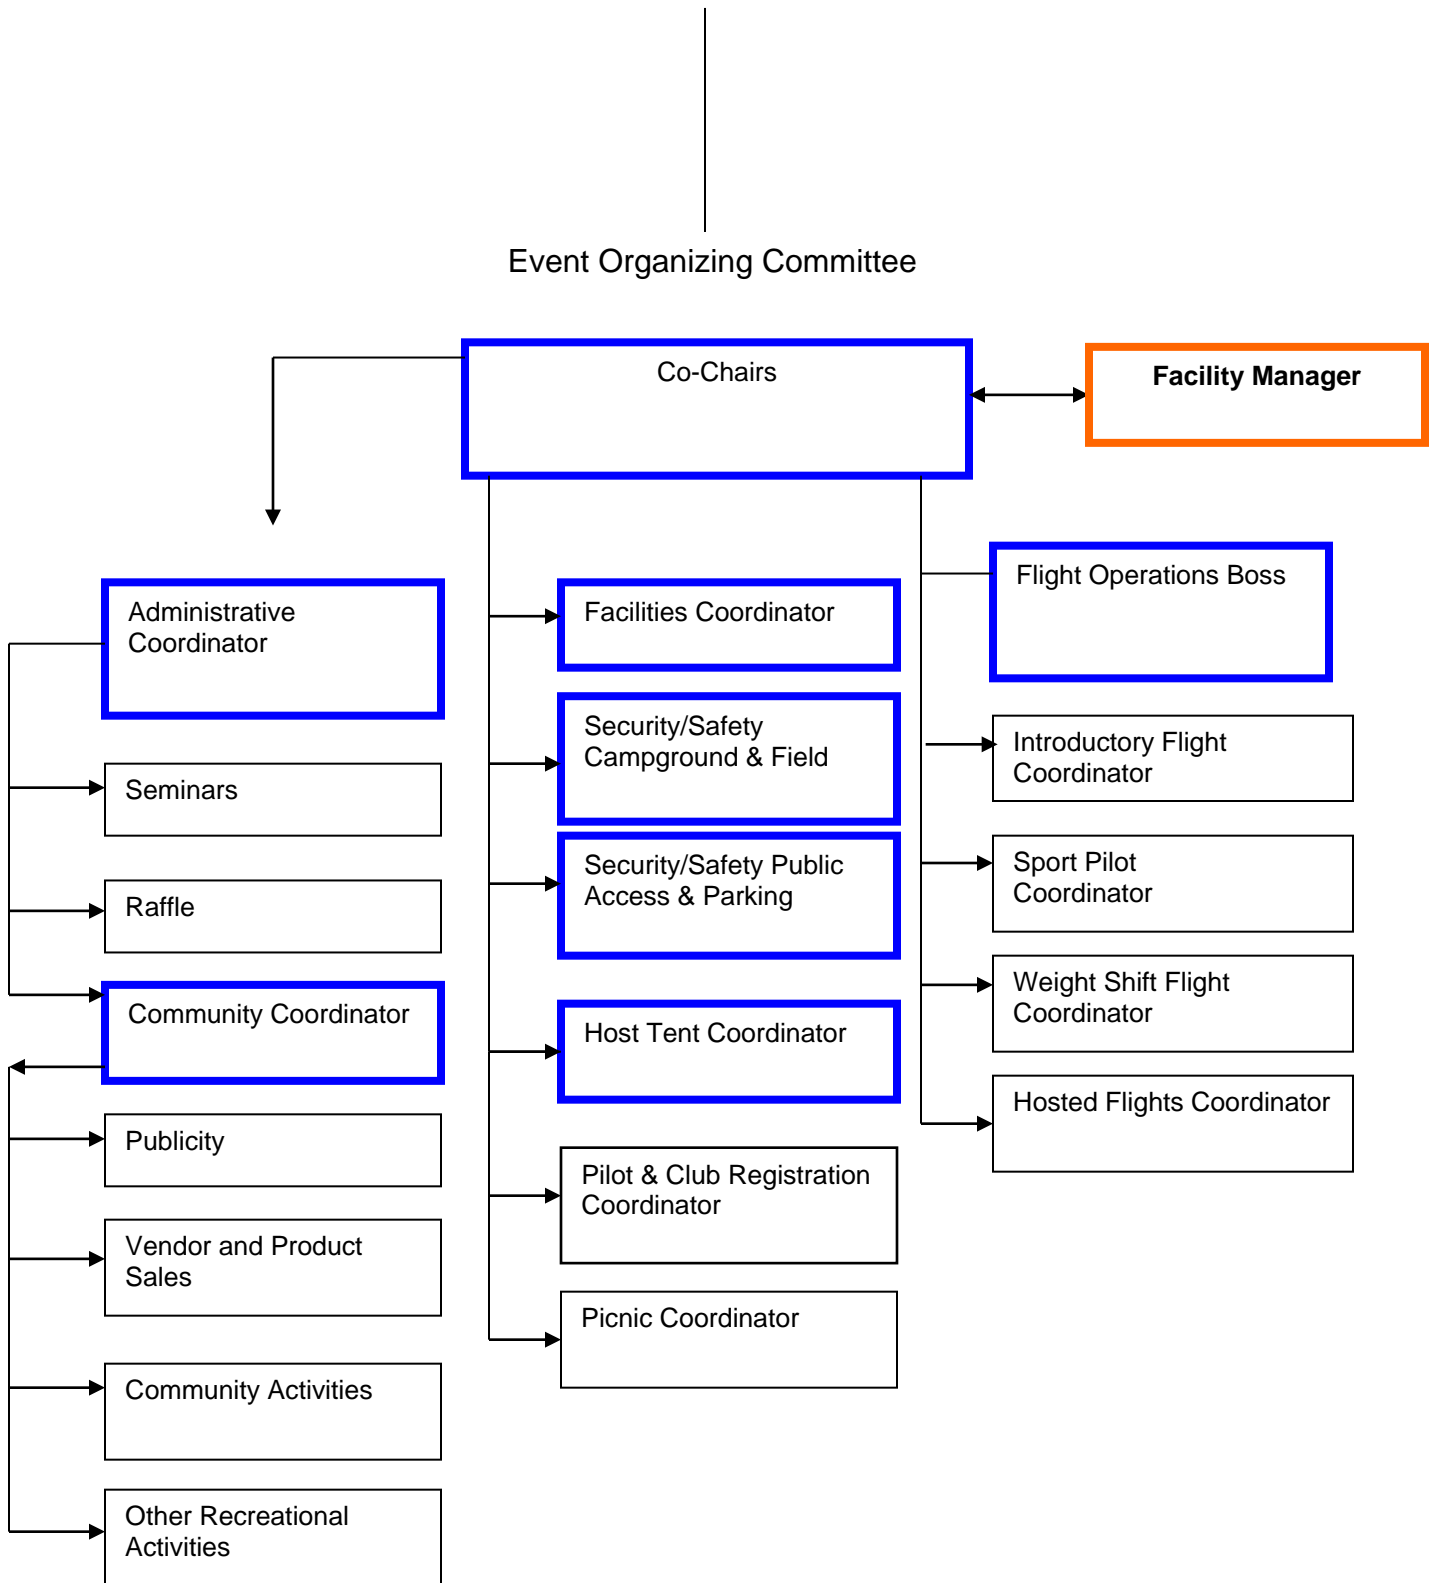 Event Organizing Committee
Co-Chairs
Facility Manager
Administrative
Coordinator
Seminars
Raffle
Community Coordinator
Publicity
Vendor and Product
Sales
Community Activities
Other Recreational
Activities
Facilities Coordinator
Security/Safety
Campground & Field
Security/Safety Public
Access & Parking
Host Tent Coordinator
Pilot & Club Registration
Coordinator
Picnic Coordinator
Flight Operations Boss
Introductory Flight
Coordinator
Sport Pilot
Coordinator
Weight Shift Flight
Coordinator
Hosted Flights Coordinator